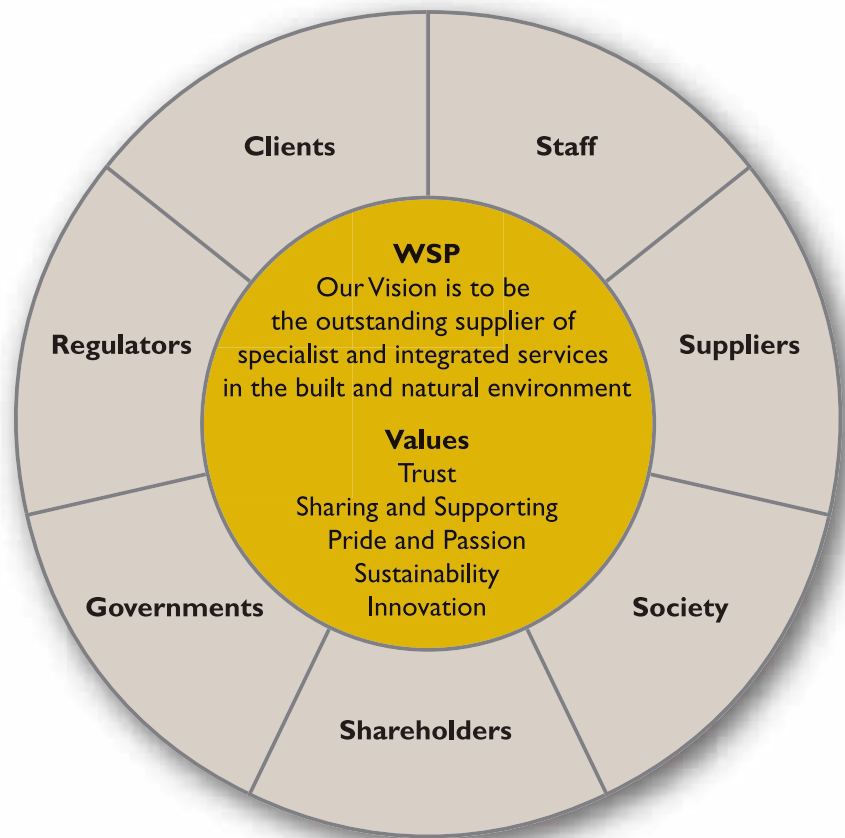 Clients
Staff
WSP
Our Vision is to be
the outstanding supplier of
specialist and integrated services
in the built and natural environment
Regulators
Suppliers
Values
Trust
Sharing and Supporting
Pride and Passion
Sustainability
Innovation
Governments
Society
Shareholders